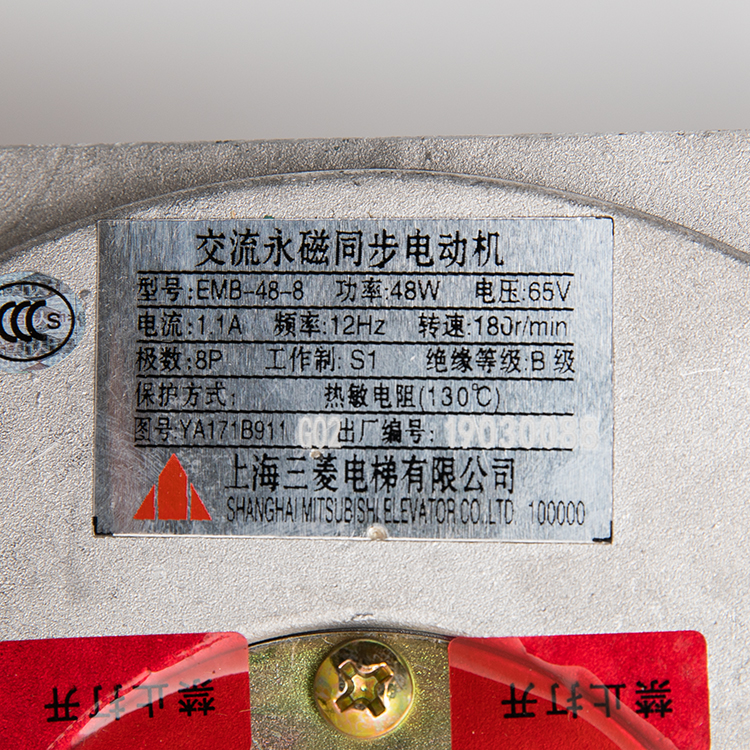 交流永磁同步电动机
型号:EMB-48-8 功率:48W 电压:65V
电流:1.1A 频率:12Hz 转速:180r/min
极数:8P 工作制:S1 绝缘等级:B级
保护方式: 热敏电阻(130℃)
图号:YA171B911 G02 出厂编号:
上海三菱电梯有限公司
SHANGHAI MITSUBISHI ELEVATOR CO.LTD. 100000
CCC S
禁止打开
禁止打开